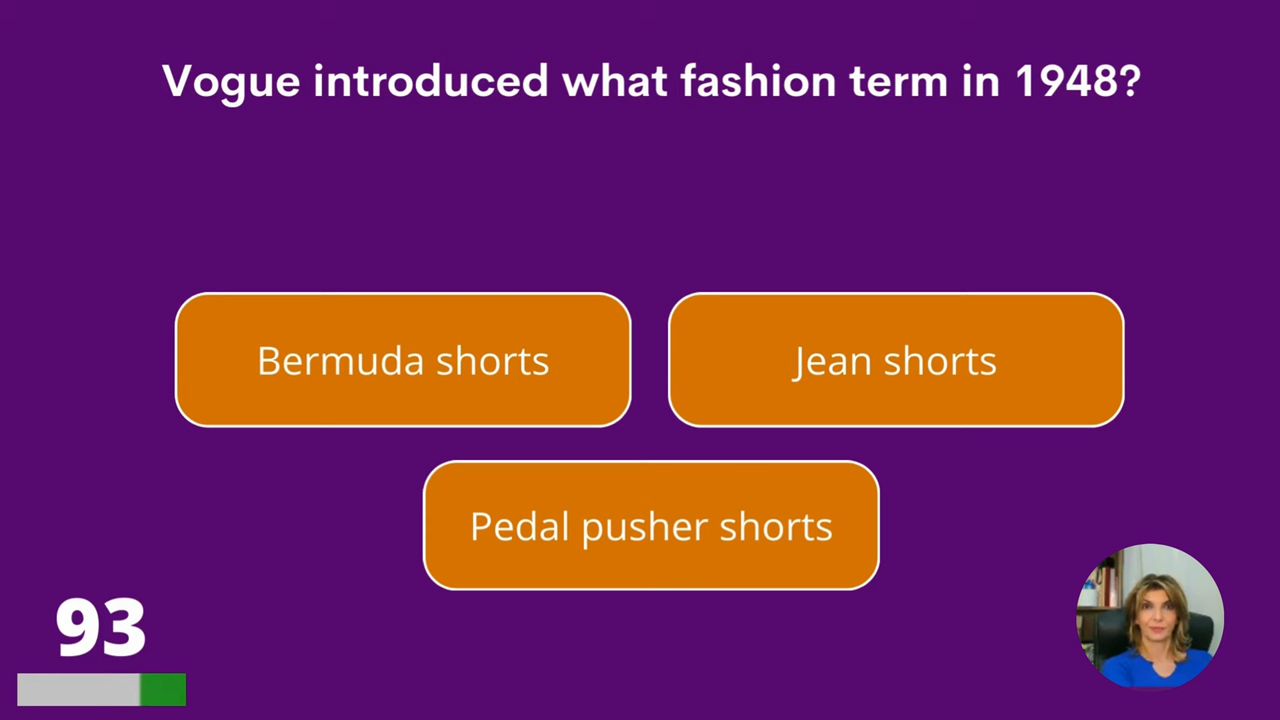 Vogue introduced what fashion term in 1948?
Bermuda shorts
Jean shorts
Pedal pusher shorts
93